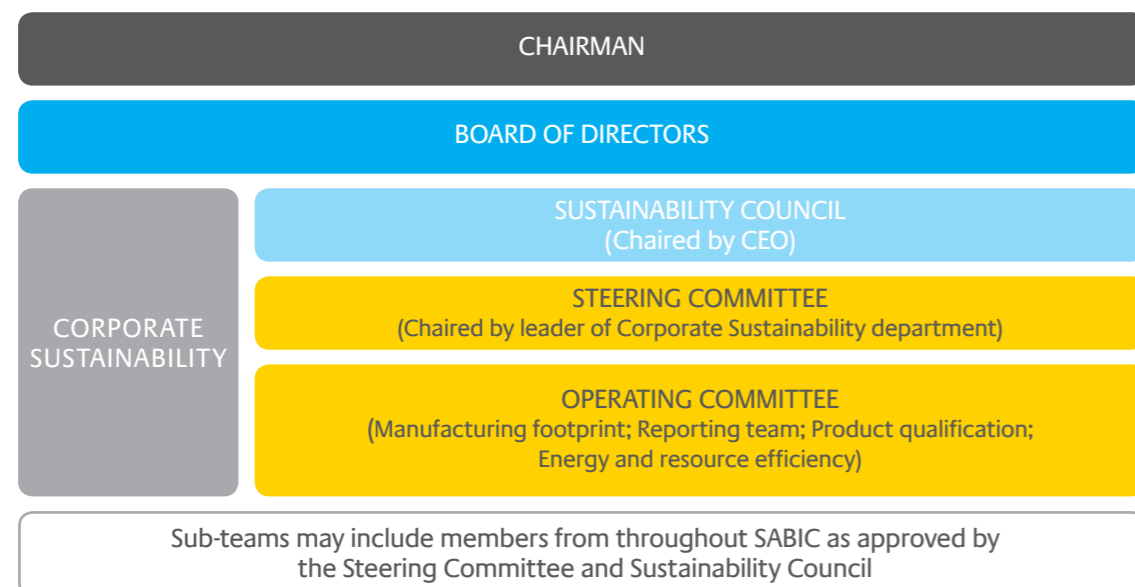 CHAIRMAN
BOARD OF DIRECTORS
CORPORATE
SUSTAINABILITY
SUSTAINABILITY COUNCIL
(Chaired by CEO)
STEERING COMMITTEE
(Chaired by leader of Corporate Sustainability department)
OPERATING COMMITTEE
(Manufacturing footprint; Reporting team; Product qualification;
Energy and resource efficiency)
Sub-teams may include members from throughout SABIC as approved by
the Steering Committee and Sustainability Council